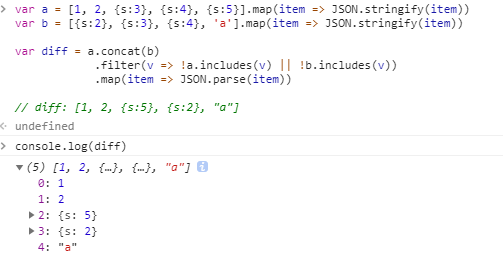 > var a = [1, 2, {s:3}, {s:4}, {s:5}].map(item => JSON.stringify(item))
var b = [{s:2}, {s:3}, {s:4}, 'a'].map(item => JSON.stringify(item))
var diff = a.concat(b)
.filter(v => !a.includes(v) || !b.includes(v))
.map(item => JSON.parse(item))
// diff: [1, 2, {s:5}, {s:2}, "a"]
undefined
> console.log(diff)
▼(5) [1, 2, {…}, {…}, "a"] i
0: 1
1: 2
▶2: {s: 5}
▶3: {s: 2}
4: "a"